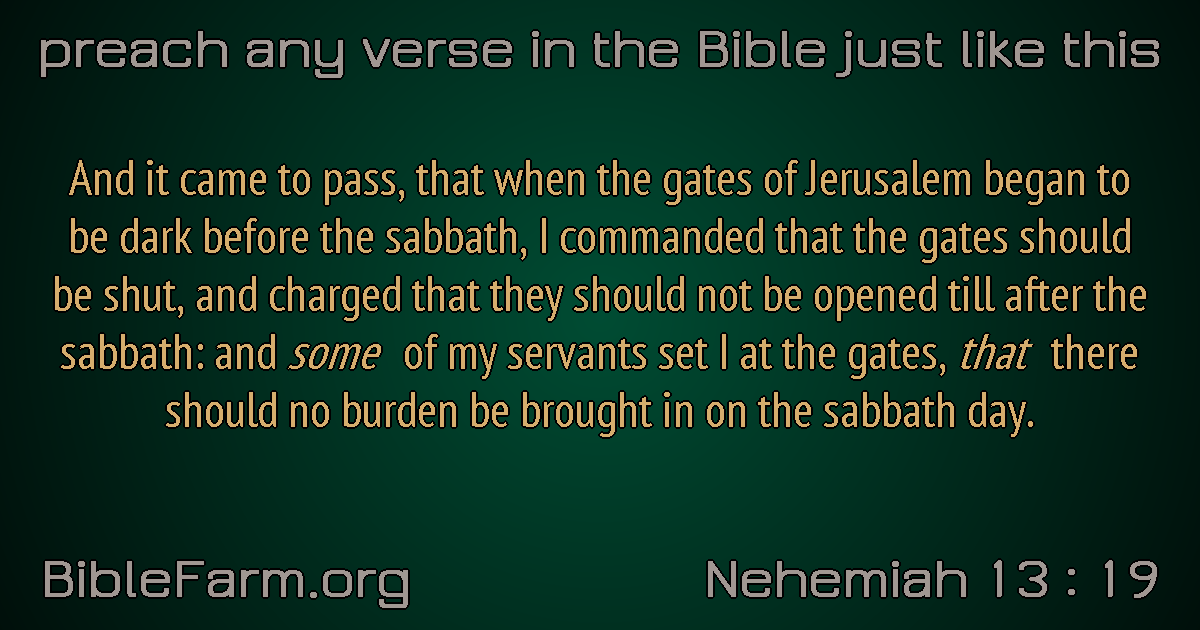 preach any verse in the Bible just like this
And it came to pass, that when the gates of Jerusalem began to
be dark before the sabbath, I commanded that the gates should
be shut, and charged that they should not be opened till after the
sabbath: and some of my servants set I at the gates, that there
should no burden be brought in on the sabbath day.
BibleFarm.org
Nehemiah 13 : 19